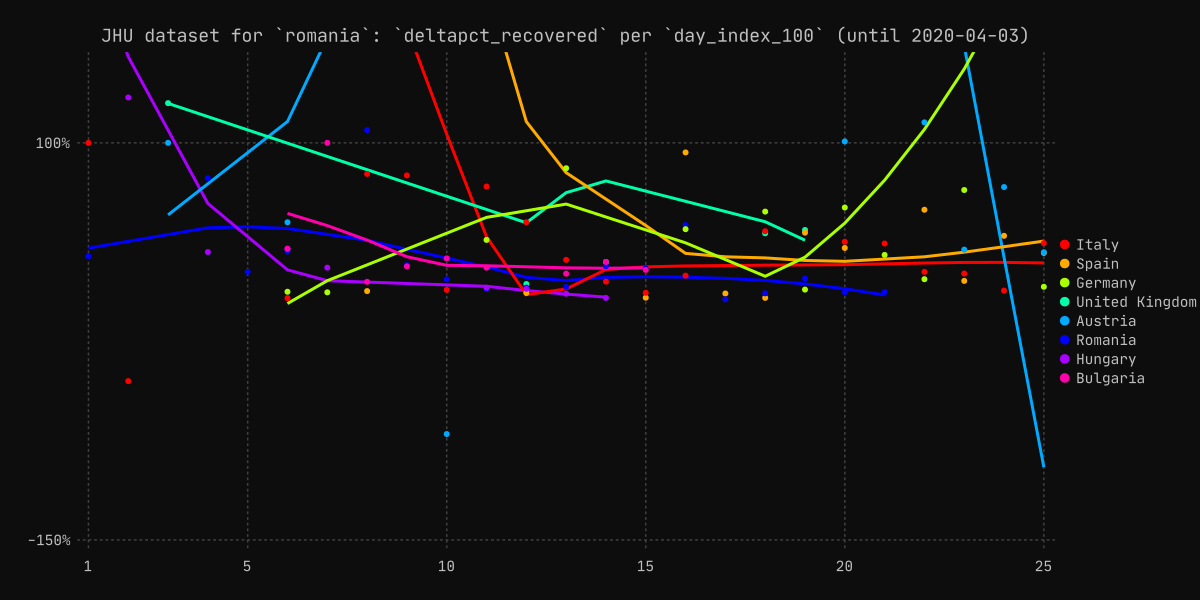 JHU dataset for `romania`: `deltapct_recovered` per `day_index_100` (until 2020-04-03)
100%
-150%
1 5 10 15 20 25
Italy
Spain
Germany
United Kingdom
Austria
Romania
Hungary
Bulgaria